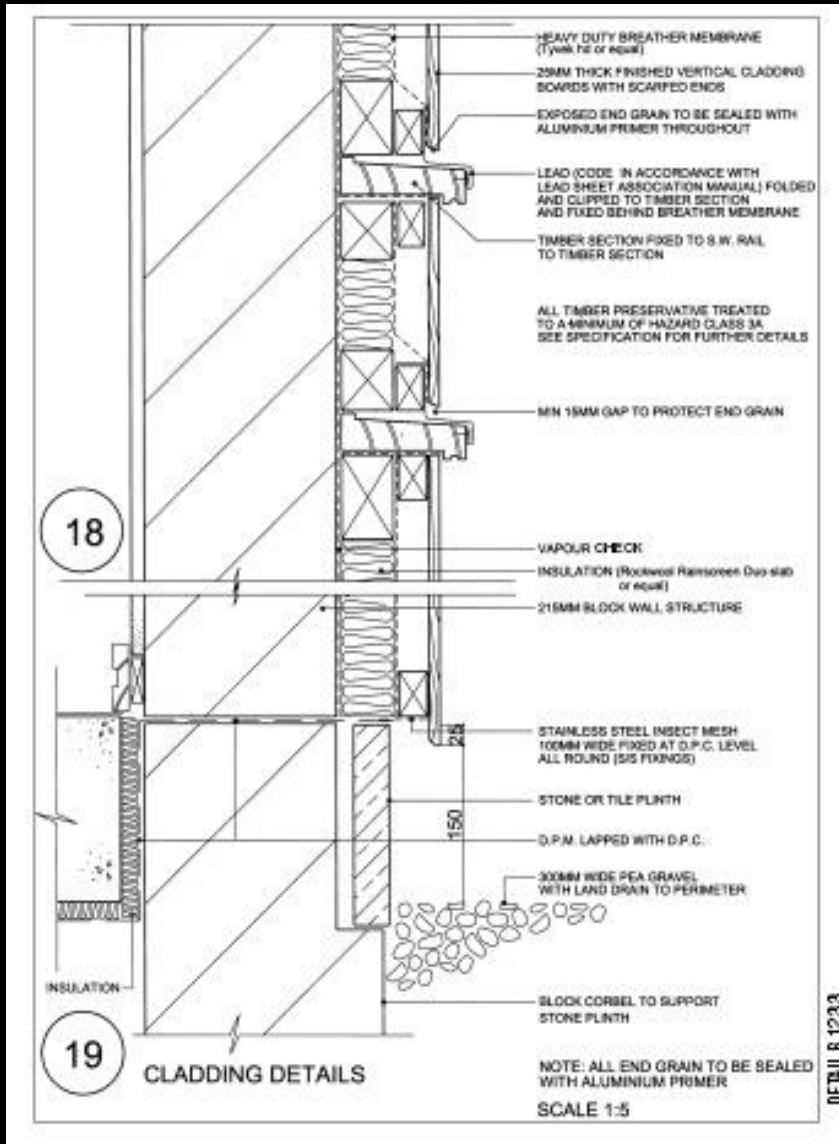 HEAVY DUTY BREATHER MEMBRANE
(Tyvek hd or equal)
25MM THICK FINISHED VERTICAL CLADDING
BOARDS WITH SCARFED ENDS
EXPOSED END GRAIN TO BE SEALED WITH
ALUMINIUM PRIMER THROUGHOUT
LEAD (CODE IN ACCORDANCE WITH
LEAD SHEET ASSOCIATION MANUAL) FOLDED
AND CLIPPED TO TIMBER SECTION
AND FIXED BEHIND BREATHER MEMBRANE
TIMBER SECTION FIXED TO S.W. RAIL
TO TIMBER SECTION
ALL TIMBER PRESERVATIVE TREATED
TO A MINIMUM OF HAZARD CLASS 3A
SEE SPECIFICATION FOR FURTHER DETAILS
MIN 15MM GAP TO PROTECT END GRAIN
18
VAPOUR CHECK
INSULATION (Rockwool Rainscreen Duo slab
or equal)
215MM BLOCK WALL STRUCTURE
25
STAINLESS STEEL INSECT MESH
100MM WIDE FIXED AT D.P.C. LEVEL
ALL ROUND (S/S FIXINGS)
STONE OR TILE PLINTH
150
D.P.M. LAPPED WITH D.P.C.
300MM WIDE PEA GRAVEL
WITH LAND DRAIN TO PERIMETER
INSULATION
BLOCK CORBEL TO SUPPORT
STONE PLINTH
19
CLADDING DETAILS
NOTE: ALL END GRAIN TO BE SEALED
WITH ALUMINIUM PRIMER
SCALE 1:5